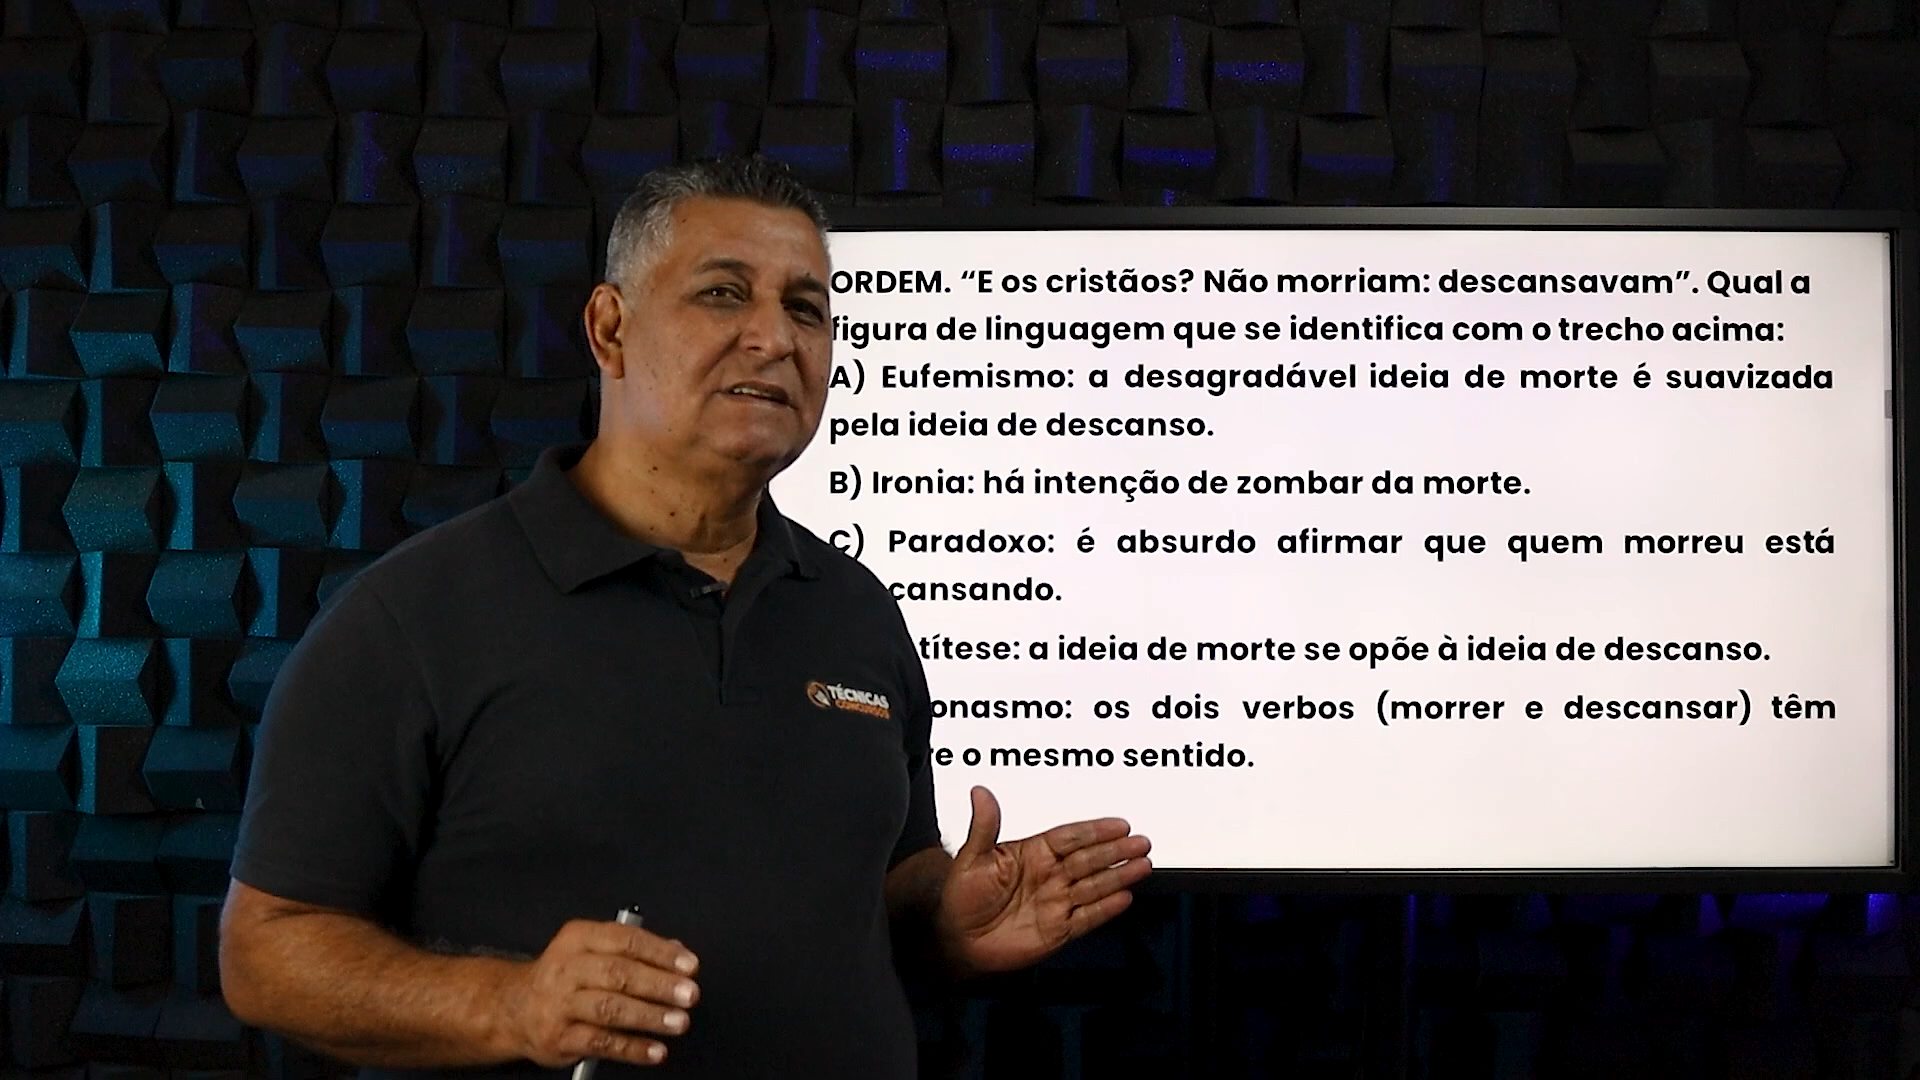 ORDEM. “E os cristãos? Não morriam: descansavam”. Qual a
figura de linguagem que se identifica com o trecho acima:
A) Eufemismo: a desagradável ideia de morte é suavizada
pela ideia de descanso.
B) Ironia: há intenção de zombar da morte.
C) Paradoxo: é absurdo afirmar que quem morreu está
cansando.
títese: a ideia de morte se opõe à ideia de descanso.
onasmo: os dois verbos (morrer e descansar) têm
re o mesmo sentido.
TÉCNICAS
CONCURSOS